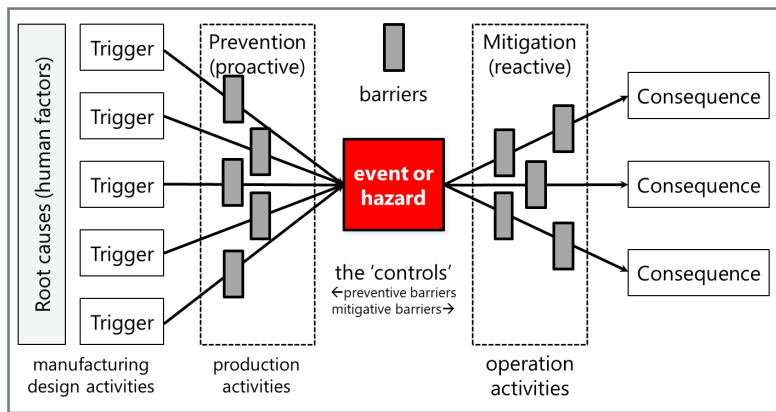 Root causes (human factors)
Trigger
Trigger
Trigger
Trigger
Trigger
manufacturing
design activities
Prevention
(proactive)
production
activities
barriers
event or
hazard
the ‘controls’
←preventive barriers
mitigative barriers→
Mitigation
(reactive)
operation
activities
Consequence
Consequence
Consequence